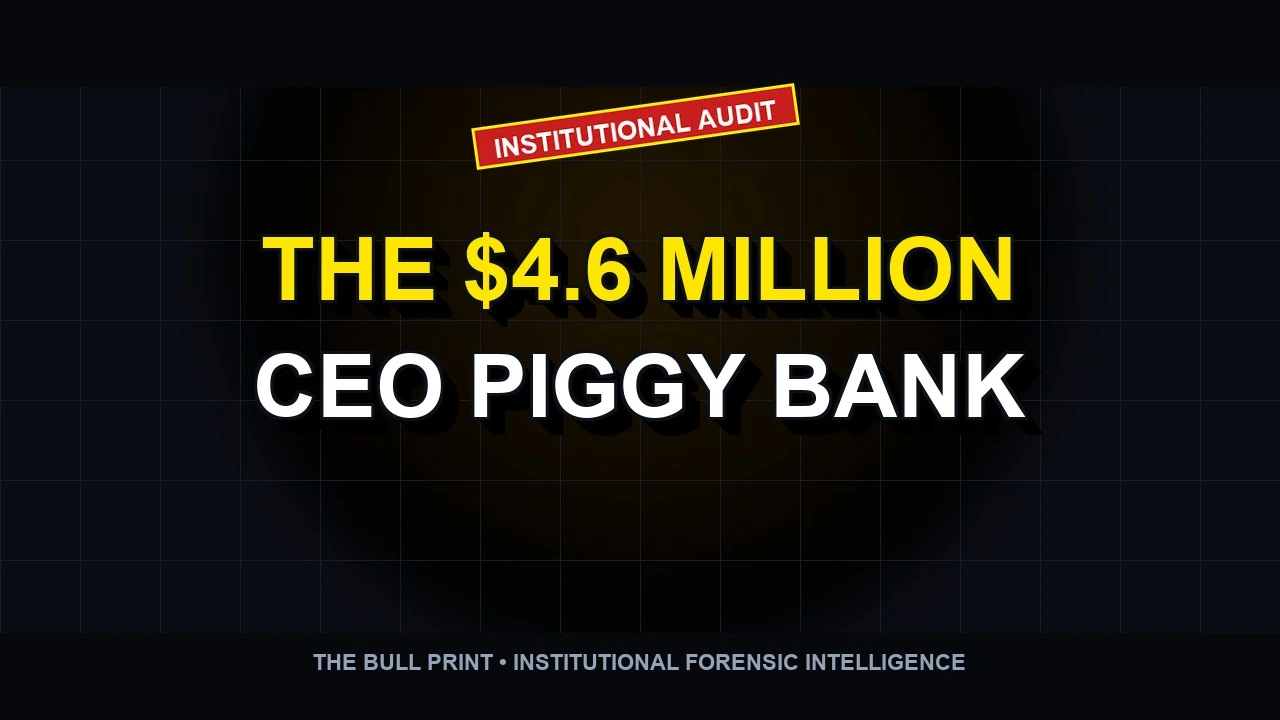 INSTITUTIONAL AUDIT
THE $4.6 MILLION
CEO PIGGY BANK
THE BULL PRINT • INSTITUTIONAL FORENSIC INTELLIGENCE